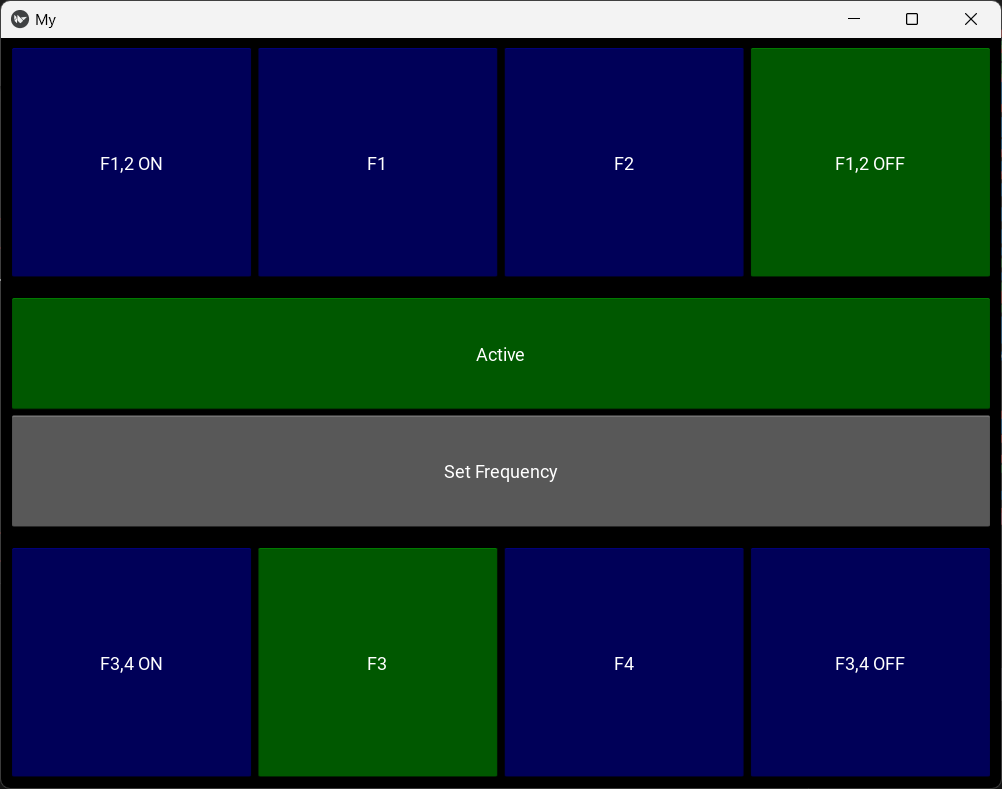 My
F1,2 ON
F1
F2
F1,2 OFF
Active
Set Frequency
F3,4 ON
F3
F4
F3,4 OFF